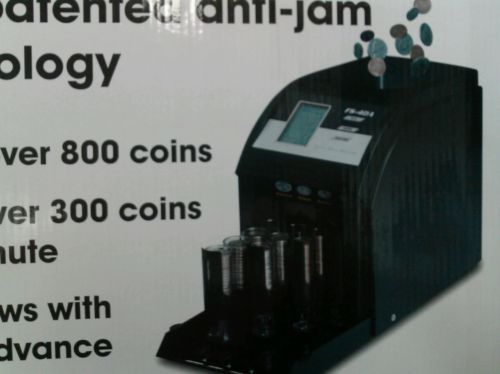 patented anti-jam
ology
ver 800 coins
ver 300 coins
nute
ws with
dvance